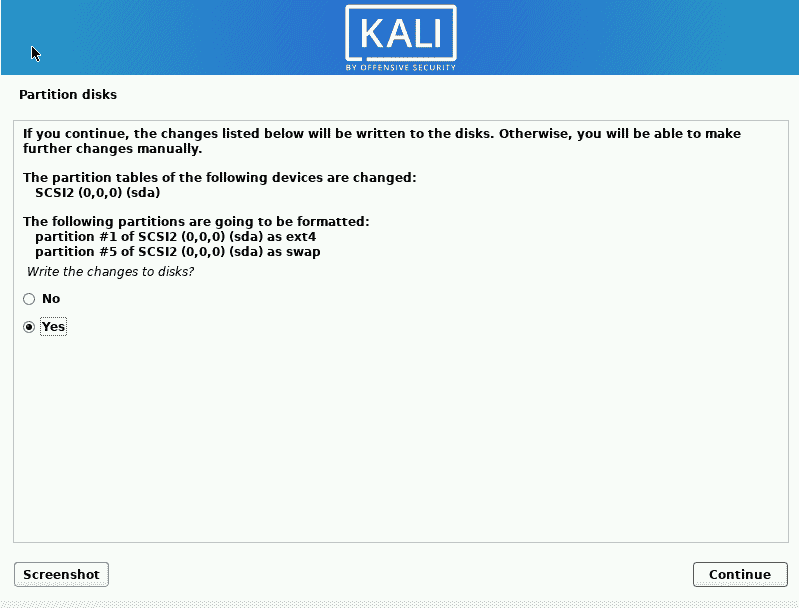 KALI
BY OFFENSIVE SECURITY
Partition disks
If you continue, the changes listed below will be written to the disks. Otherwise, you will be able to make
further changes manually.
The partition tables of the following devices are changed:
SCSI2 (0,0,0) (sda)
The following partitions are going to be formatted:
partition #1 of SCSI2 (0,0,0) (sda) as ext4
partition #5 of SCSI2 (0,0,0) (sda) as swap
Write the changes to disks?
No
Yes
Screenshot
Continue